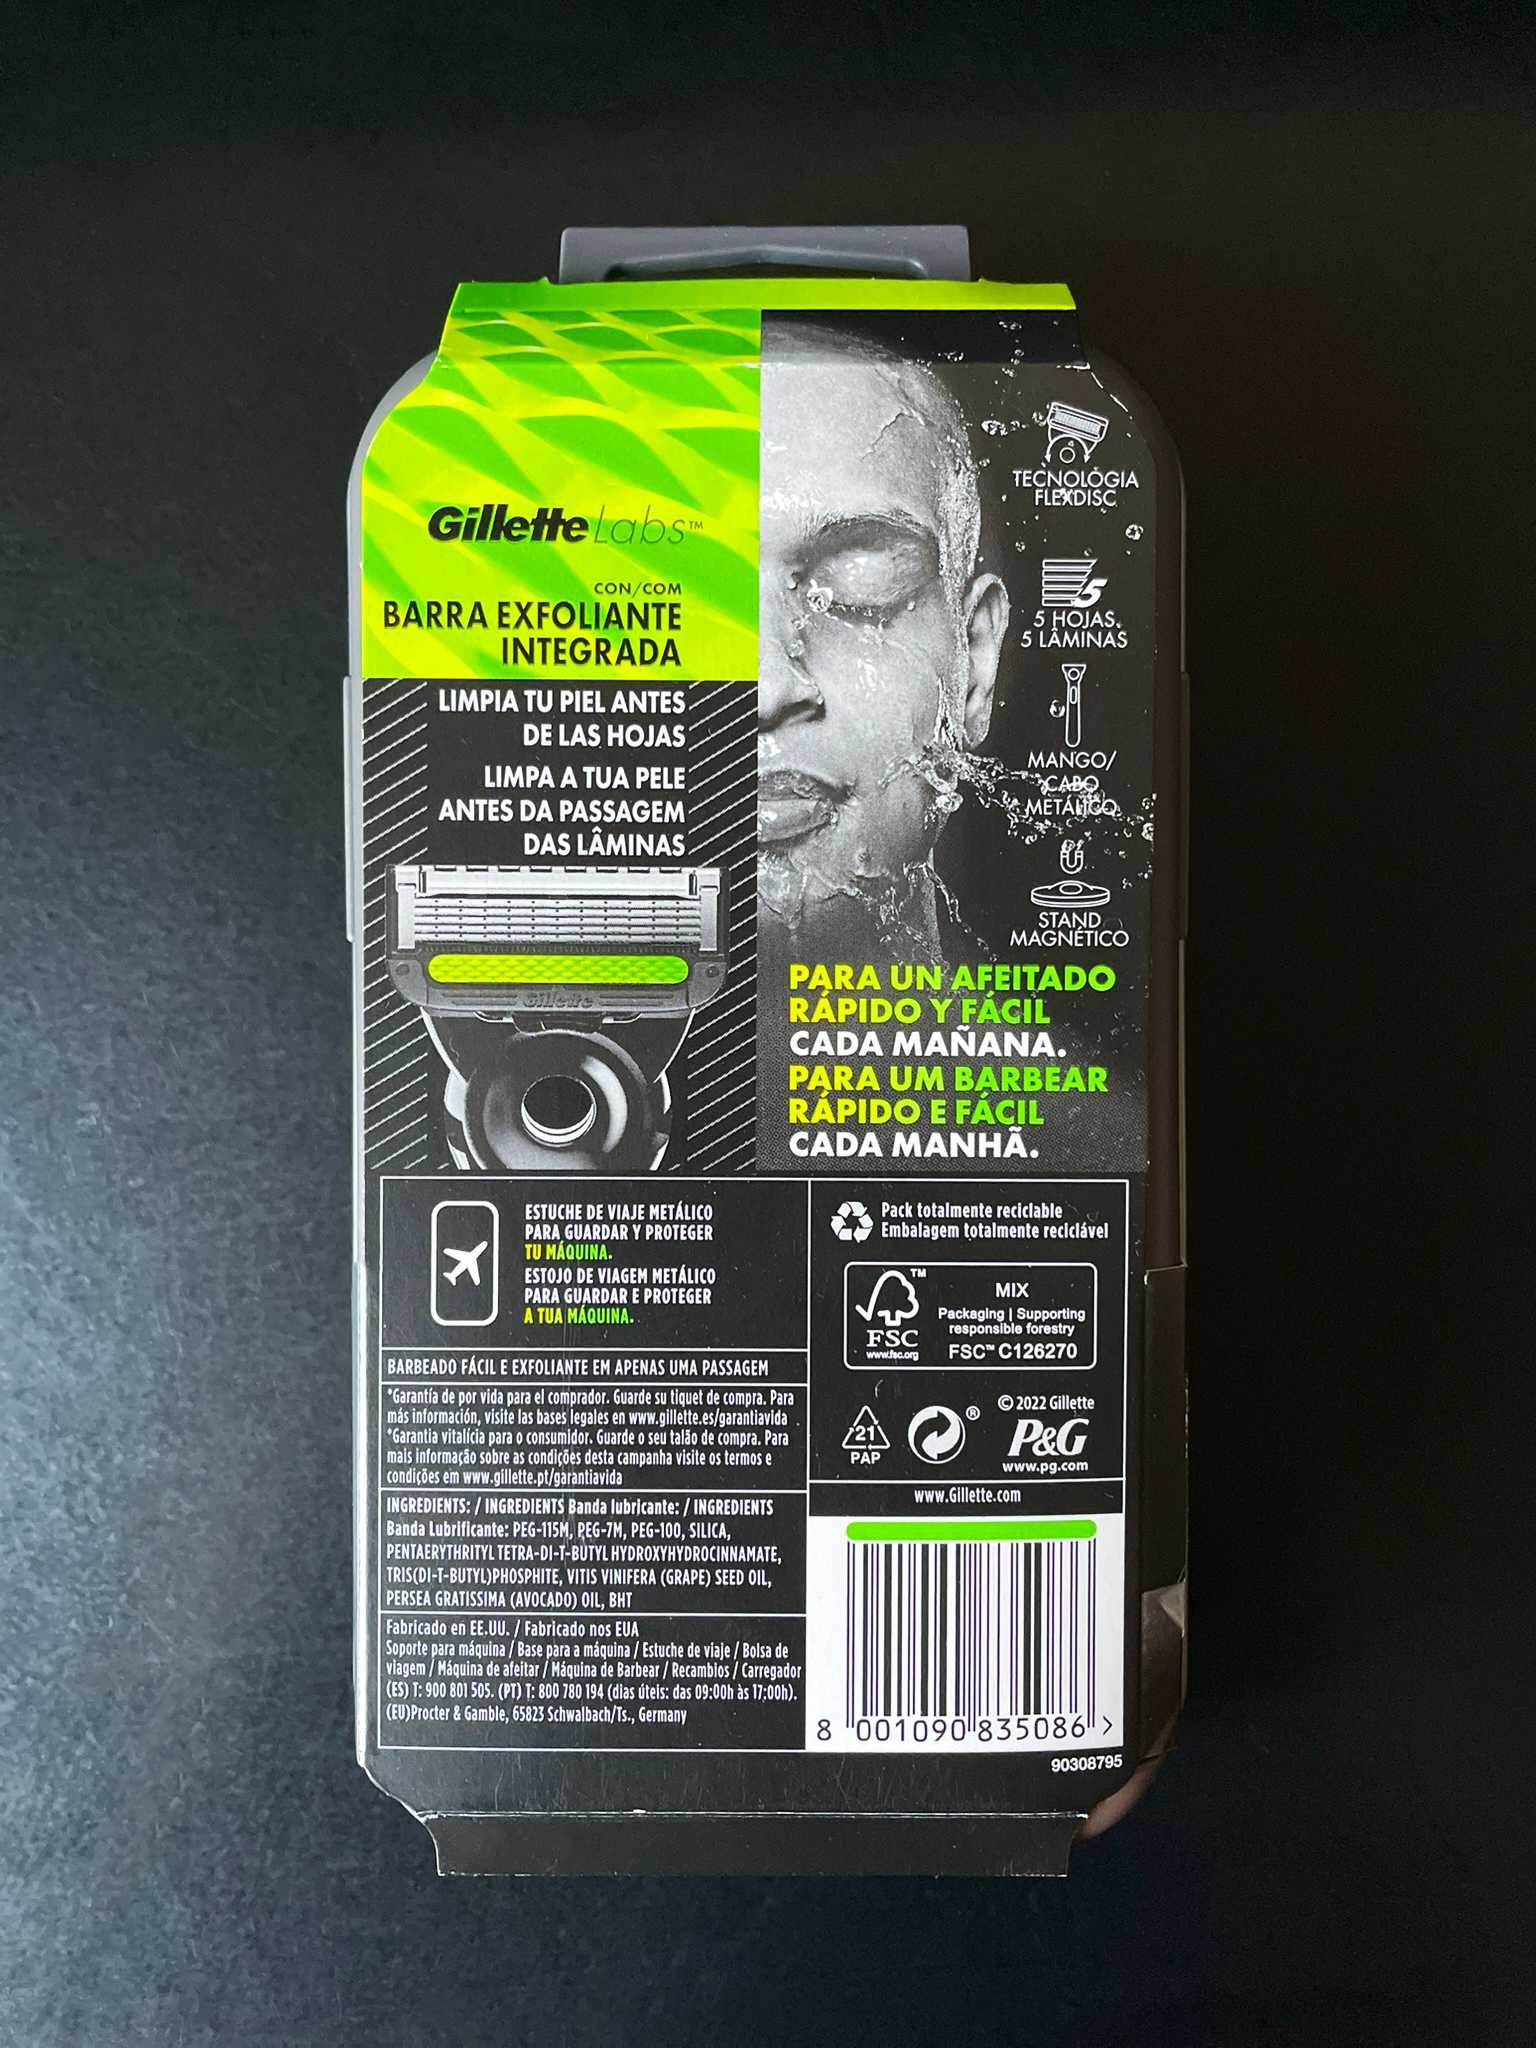 Gillette Labs™
CON/COM
BARRA EXFOLIANTE
INTEGRADA
LIMPIA TU PIEL ANTES
DE LAS HOJAS
LIMPA A TUA PELE
ANTES DA PASSAGEM
DAS LÂMINAS
Gillette
TECNOLÓGIA
FLEXDISC
5
5 HOJAS.
5 LÂMINAS
MANGO/
CABO
METÁLICO
STAND
MAGNÉTICO
PARA UN AFEITADO
RÁPIDO Y FÁCIL
CADA MAÑANA.
PARA UM BARBEAR
RÁPIDO E FÁCIL
CADA MANHÃ.
ESTUCHE DE VIAJE METÁLICO
PARA GUARDAR Y PROTEGER
TU MÁQUINA.
ESTOJO DE VIAGEM METÁLICO
PARA GUARDAR E PROTEGER
A TUA MÁQUINA.
BARBEADO FÁCIL E EXFOLIANTE EM APENAS UMA PASSAGEM
*Garantía de por vida para el comprador. Guarde su tiquet de compra. Para
más información, visite las bases legales en www.gillette.es/garantiavida
*Garantia vitalícia para o consumidor. Guarde o seu talão de compra. Para
mais informação sobre as condições desta campanha visite os termos e
condições em www.gillette.pt/garantiavida
INGREDIENTS: / INGREDIENTS Banda lubricante: / INGREDIENTS
Banda Lubrificante: PEG-115M, PEG-7M, PEG-100, SILICA,
PENTAERYTHRITYL TETRA-DI-T-BUTYL HYDROXYHYDROCINNAMATE,
TRIS(DI-T-BUTYL)PHOSPHITE, VITIS VINIFERA (GRAPE) SEED OIL,
PERSEA GRATISSIMA (AVOCADO) OIL, BHT
Fabricado en EE.UU. / Fabricado nos EUA
Soporte para máquina / Base para a máquina / Estuche de viaje / Bolsa de
viagem / Máquina de afeitar / Máquina de Barbear / Recambios / Carregador
(ES) T: 900 801 505. (PT) T: 800 780 194 (dias úteis: das 09:00h às 17:00h).
(EU)Procter & Gamble, 65823 Schwalbach/Ts., Germany
Pack totalmente reciclable
Embalagem totalmente reciclável
™
FSC
www.fsc.org
MIX
Packaging | Supporting
responsible forestry
FSC™ C126270
21
PAP
®
© 2022 Gillette
P&G
www.pg.com
www.Gillette.com
8 001090 835086 >
90308795